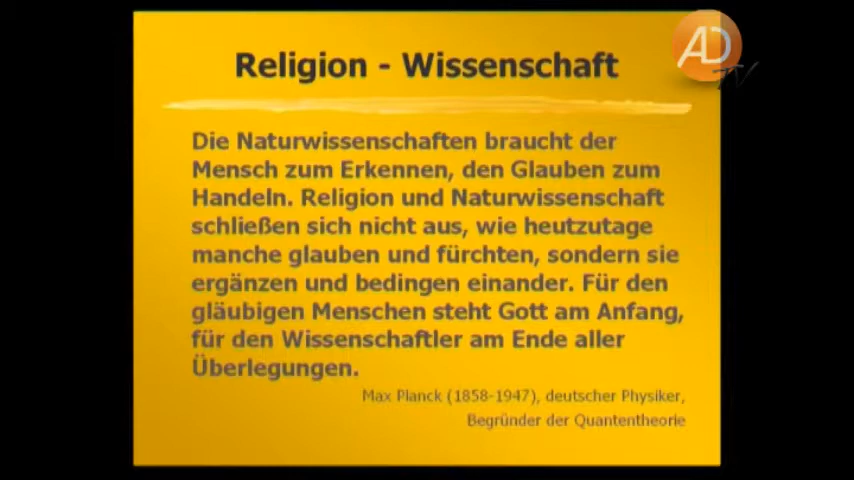 AD
TV
Religion - Wissenschaft
Die Naturwissenschaften braucht der
Mensch zum Erkennen, den Glauben zum
Handeln. Religion und Naturwissenschaft
schließen sich nicht aus, wie heutzutage
manche glauben und fürchten, sondern sie
ergänzen und bedingen einander. Für den
gläubigen Menschen steht Gott am Anfang,
für den Wissenschaftler am Ende aller
Überlegungen.
Max Planck (1858-1947), deutscher Physiker,
Begründer der Quantentheorie